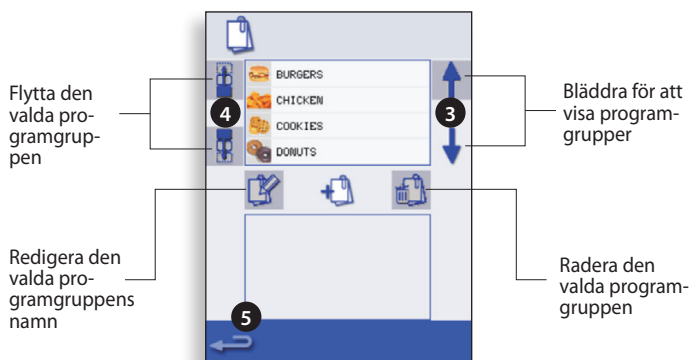 Flytta den
valda pro-
gramgrup-
pen
BURGERS
CHICKEN
COOKIES
DONUTS
4
3
Bläddra för att
visa program-
grupper
Redigera den
valda pro-
gramgruppens
namn
5
Radera den
valda program-
gruppen